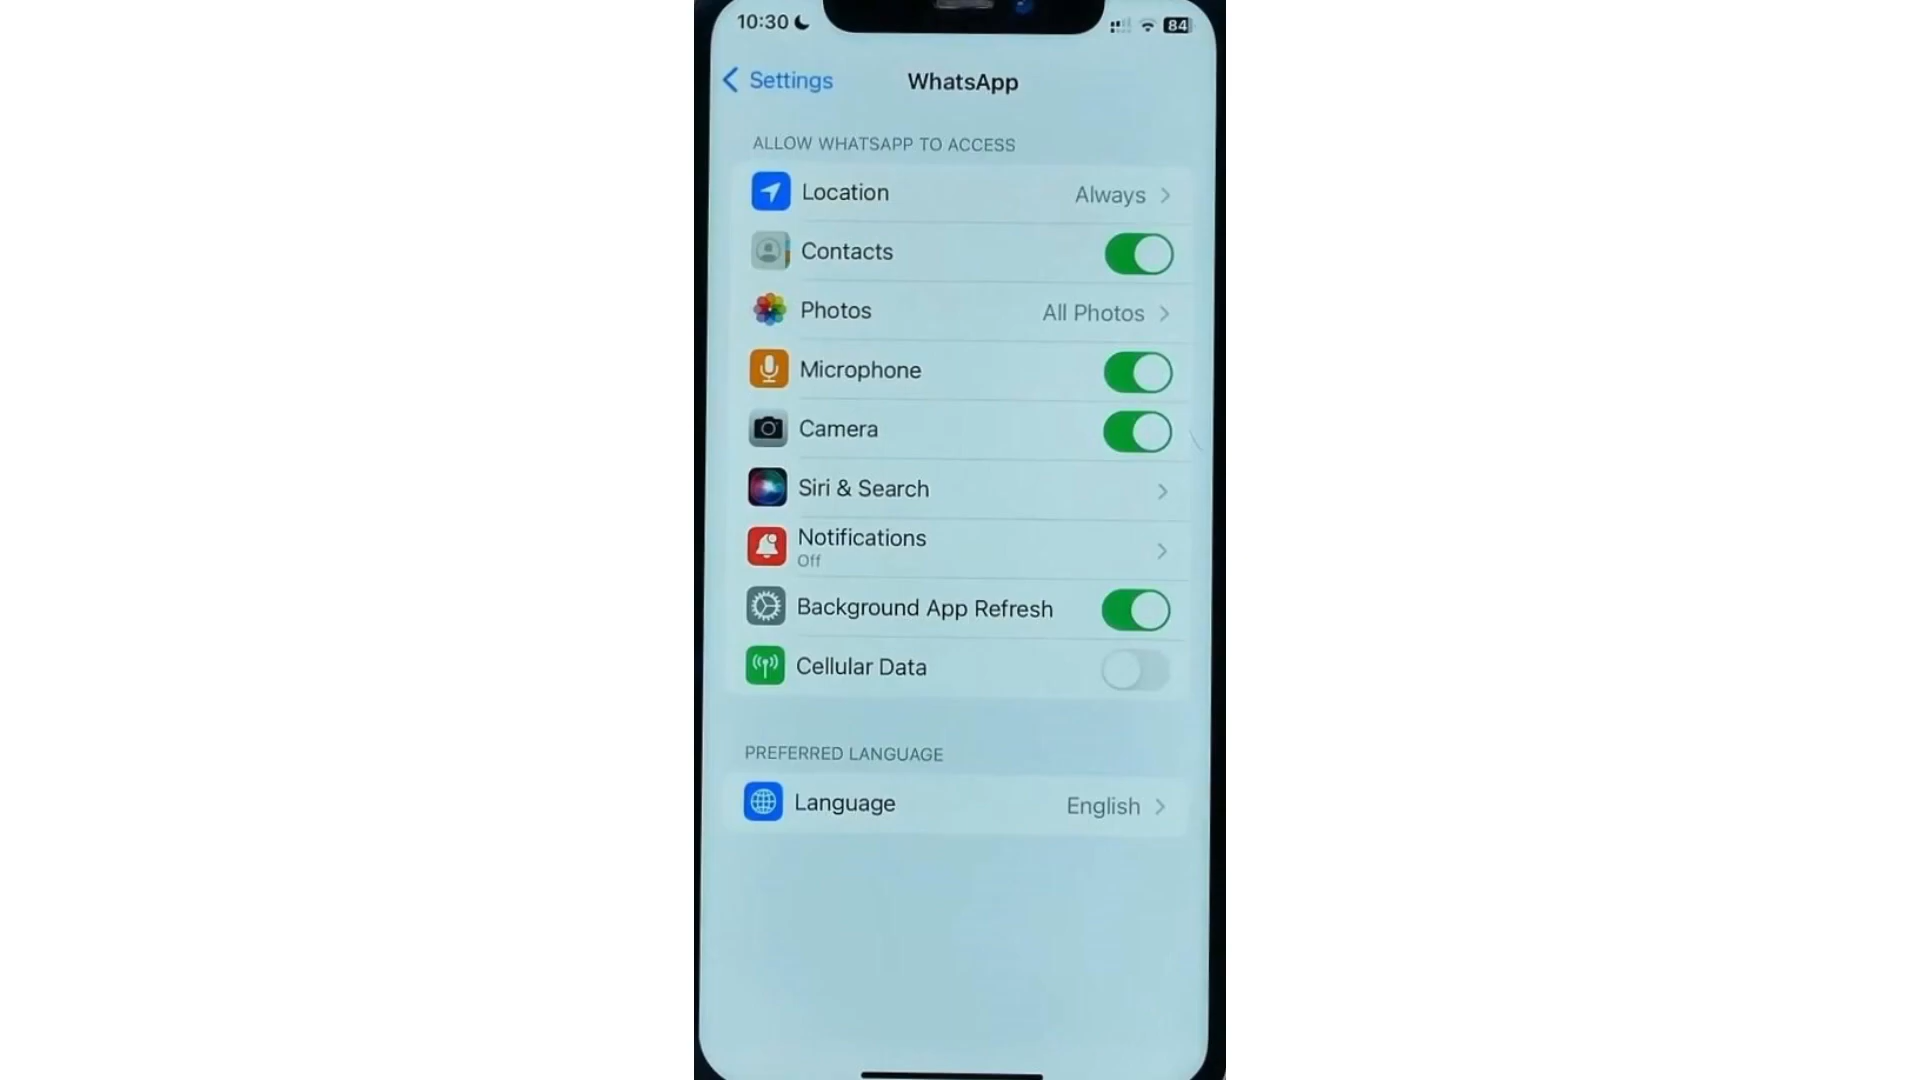 10:30
84
Settings
WhatsApp
ALLOW WHATSAPP TO ACCESS
Location
Always
Contacts
Photos
All Photos
Microphone
Camera
Siri & Search
Notifications
Off
Background App Refresh
Cellular Data
PREFERRED LANGUAGE
Language
English